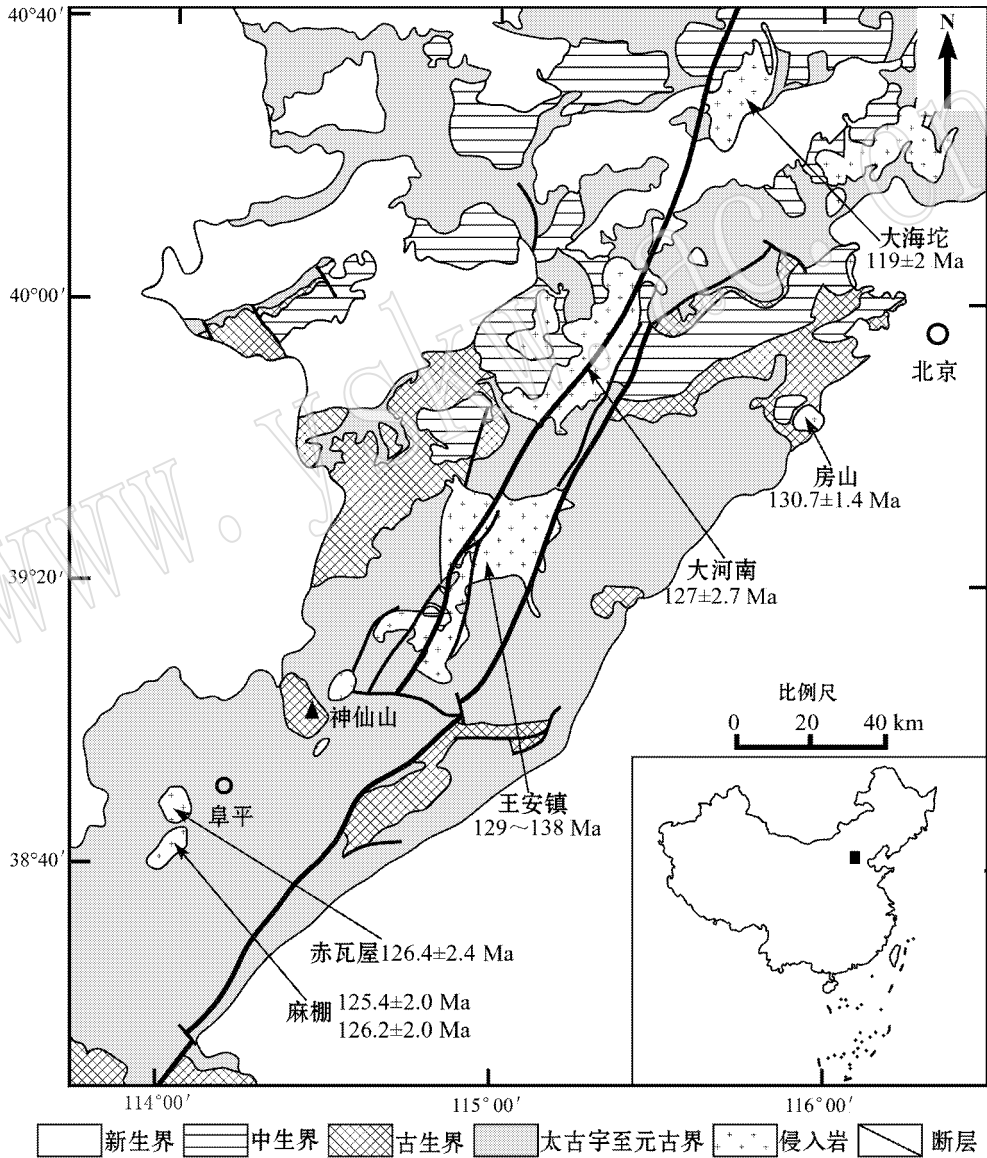 40°40′
N
大海坨
119±2 Ma
40°00′
北京
房山
130.7±1.4 Ma
大河南
127±2.7 Ma
39°20′
比例尺
0 20 40 km
神仙山
王安镇
129～138 Ma
阜平
38°40′
赤瓦屋126.4±2.4 Ma
麻棚 125.4±2.0 Ma
126.2±2.0 Ma
114°00′ 115°00′ 116°00′
新生界 中生界 古生界 太古宇至元古界 侵入岩 断层
www.yskw.ac.cn